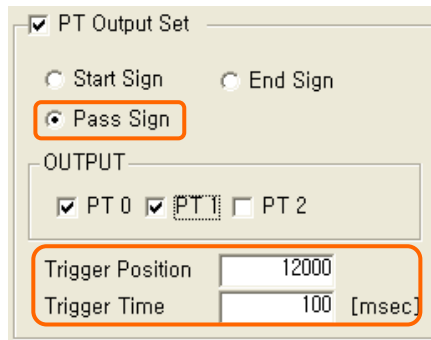 PT Output Set
Start Sign End Sign
Pass Sign
OUTPUT
PT 0 PT 1 PT 2
Trigger Position 12000
Trigger Time 100 [msec]